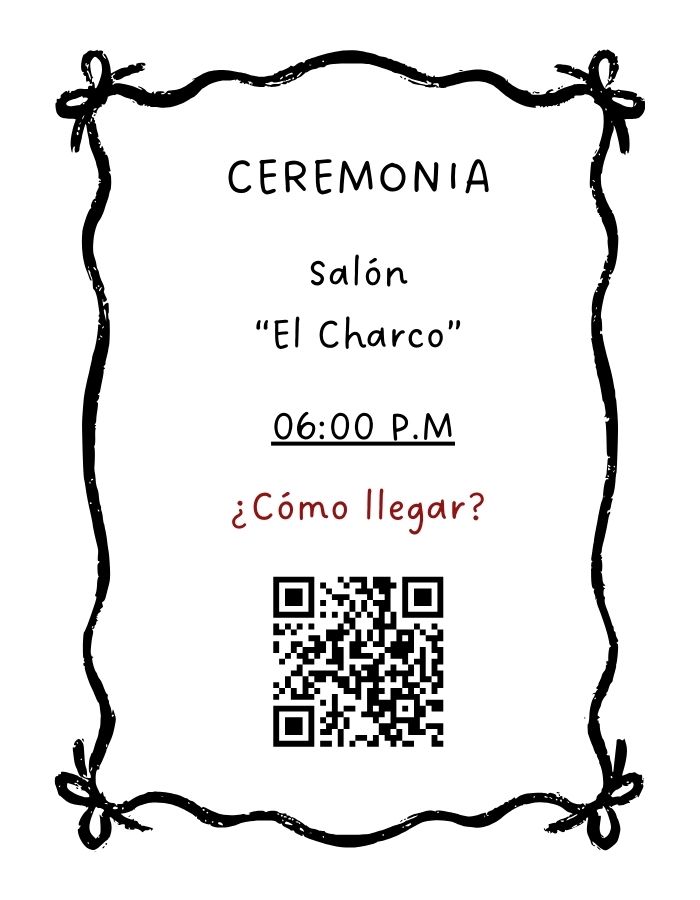 CEREMONIA
Salón
“El Charco”
06:00 P.M
¿Cómo llegar?